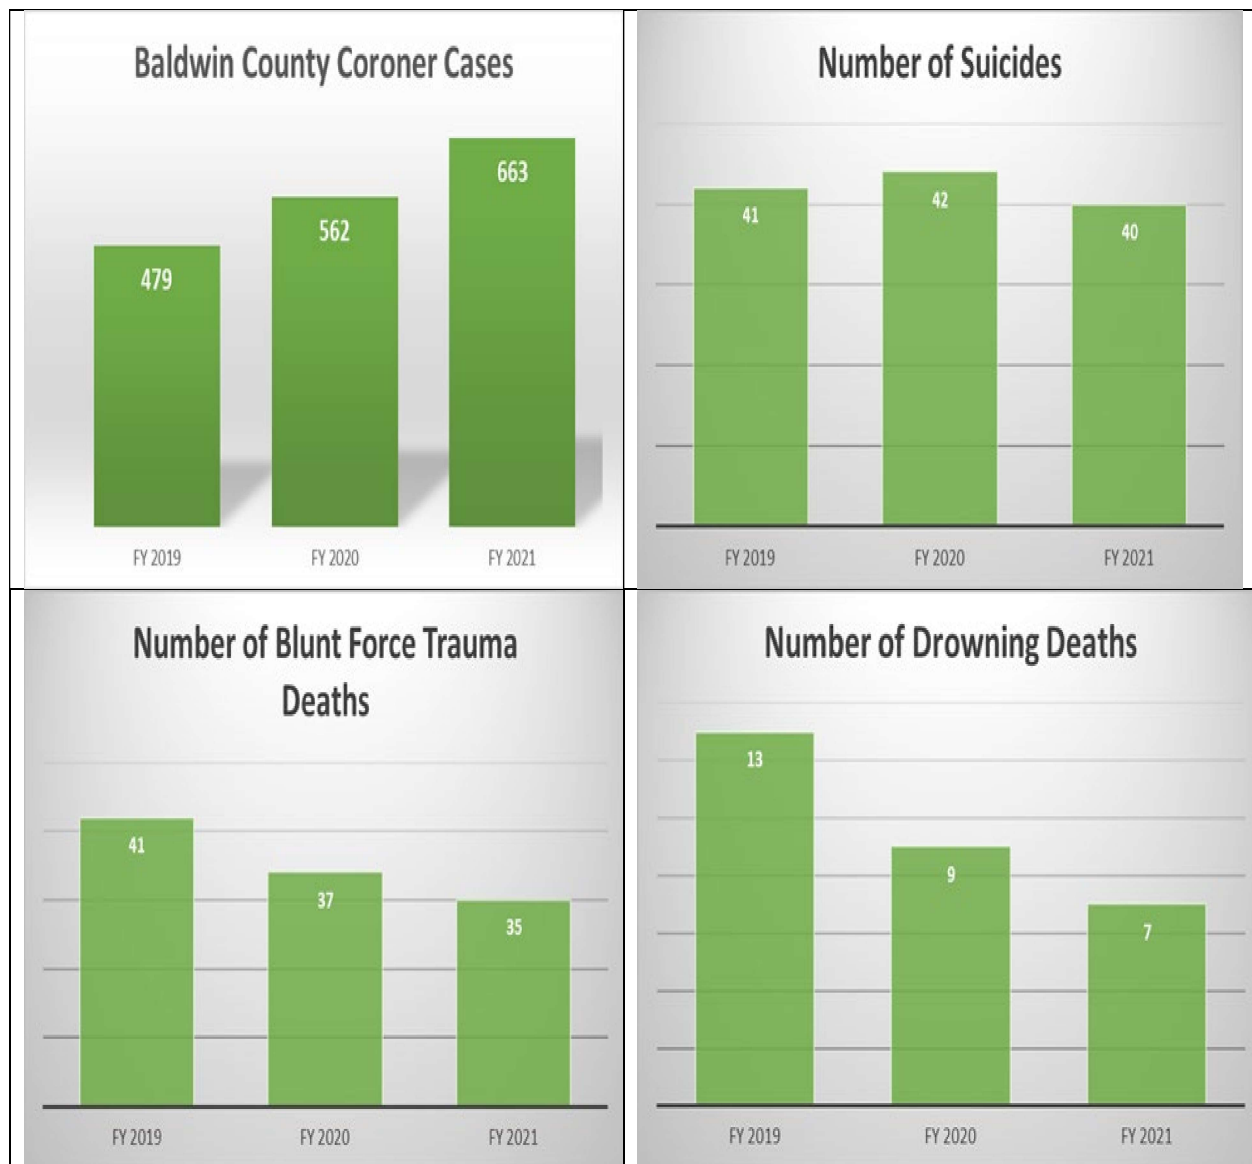 Baldwin County Coroner Cases
479
562
663
FY 2019
FY 2020
FY 2021
Number of Suicides
41
42
40
FY 2019
FY 2020
FY 2021
Number of Blunt Force Trauma
Deaths
41
37
35
FY 2019
FY 2020
FY 2021
Number of Drowning Deaths
13
9
7
FY 2019
FY 2020
FY 2021